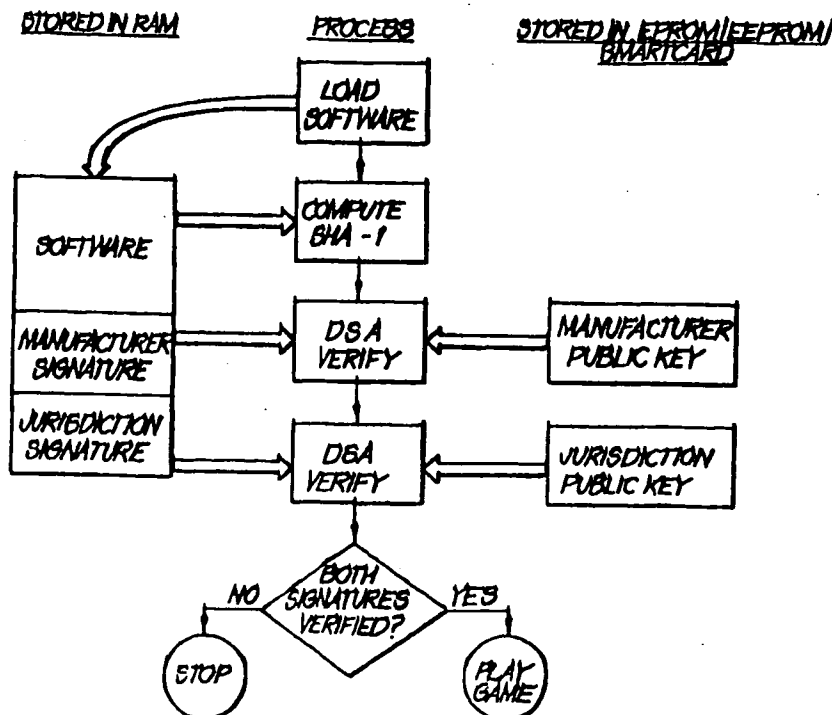 STORED IN RAM
PROCESS
STORED IN EPROM/EEPROM/
SMARTCARD
LOAD
SOFTWARE
SOFTWARE
COMPUTE
SHA-1
MANUFACTURER
SIGNATURE
DSA
VERIFY
MANUFACTURER
PUBLIC KEY
JURISDICTION
SIGNATURE
DSA
VERIFY
JURISDICTION
PUBLIC KEY
BOTH
SIGNATURES
VERIFIED?
NO
YES
STOP
PLAY
GAME